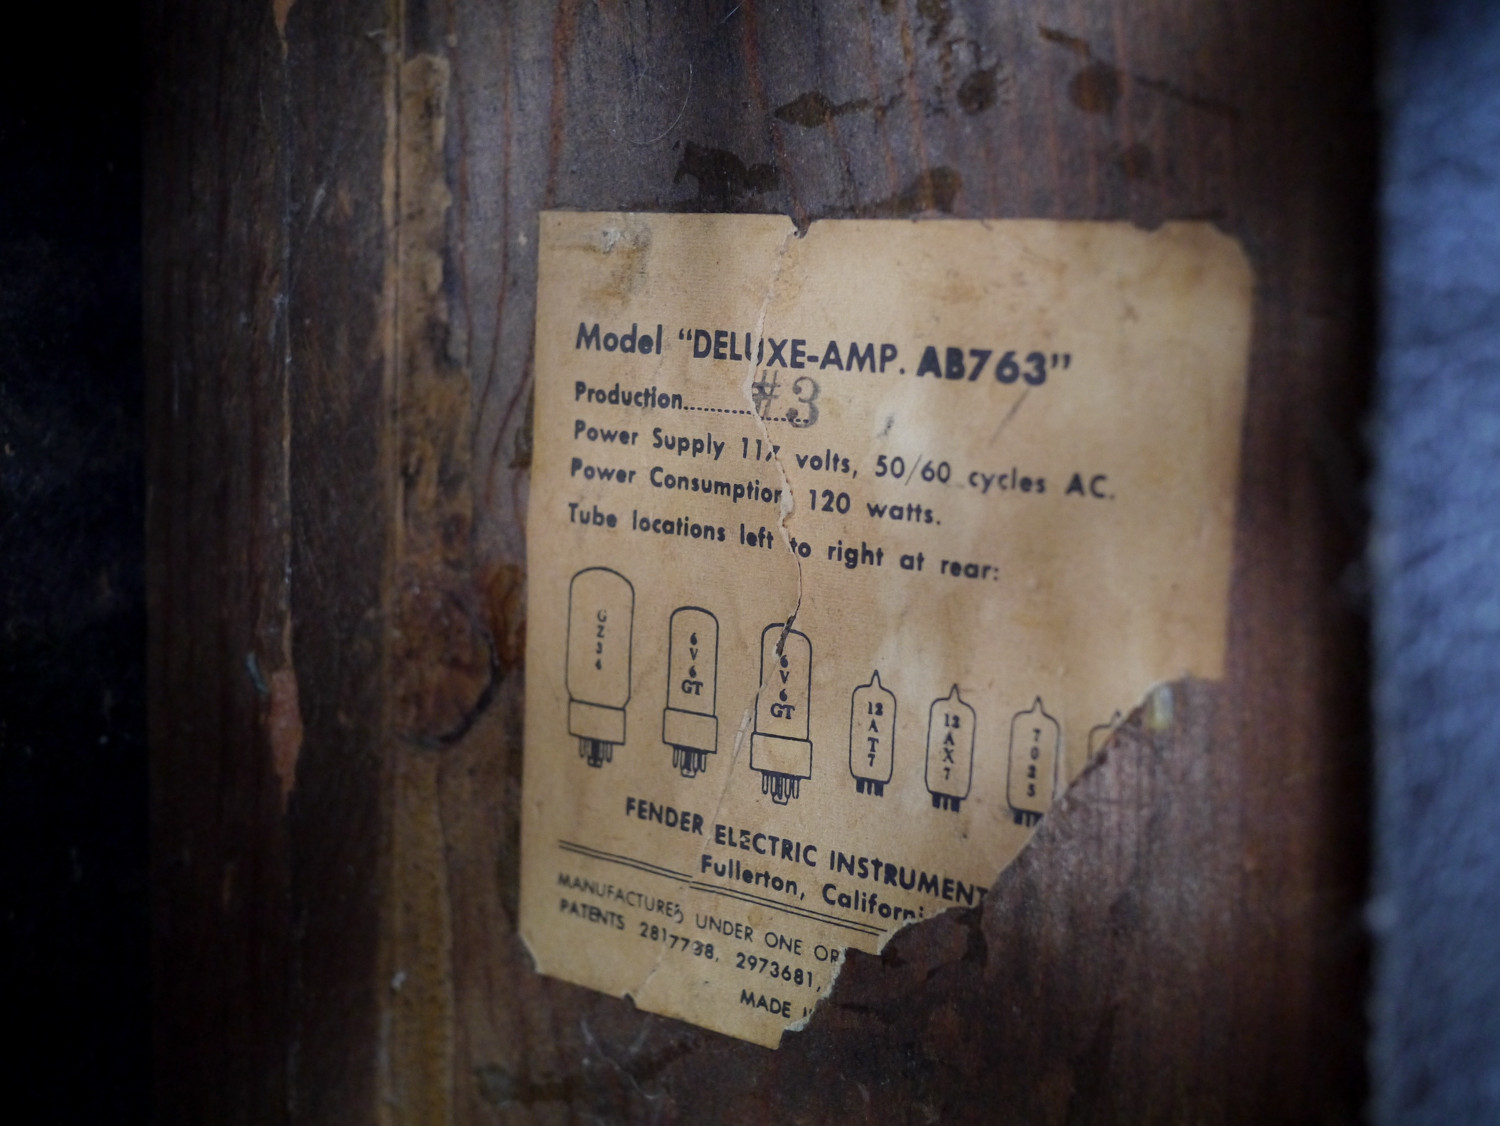 Model “DELUXE-AMP. AB763”
Production.............#3
Power Supply 117 volts, 50/60 cycles AC.
Power Consumption 120 watts.
Tube locations left to right at rear:
GZ34
6V6GT
6V6GT
12AT7
12AX7
7025
FENDER ELECTRIC INSTRUMENT
Fullerton, Californi
MANUFACTURED UNDER ONE OR
PATENTS 2817708, 2973681,
MADE